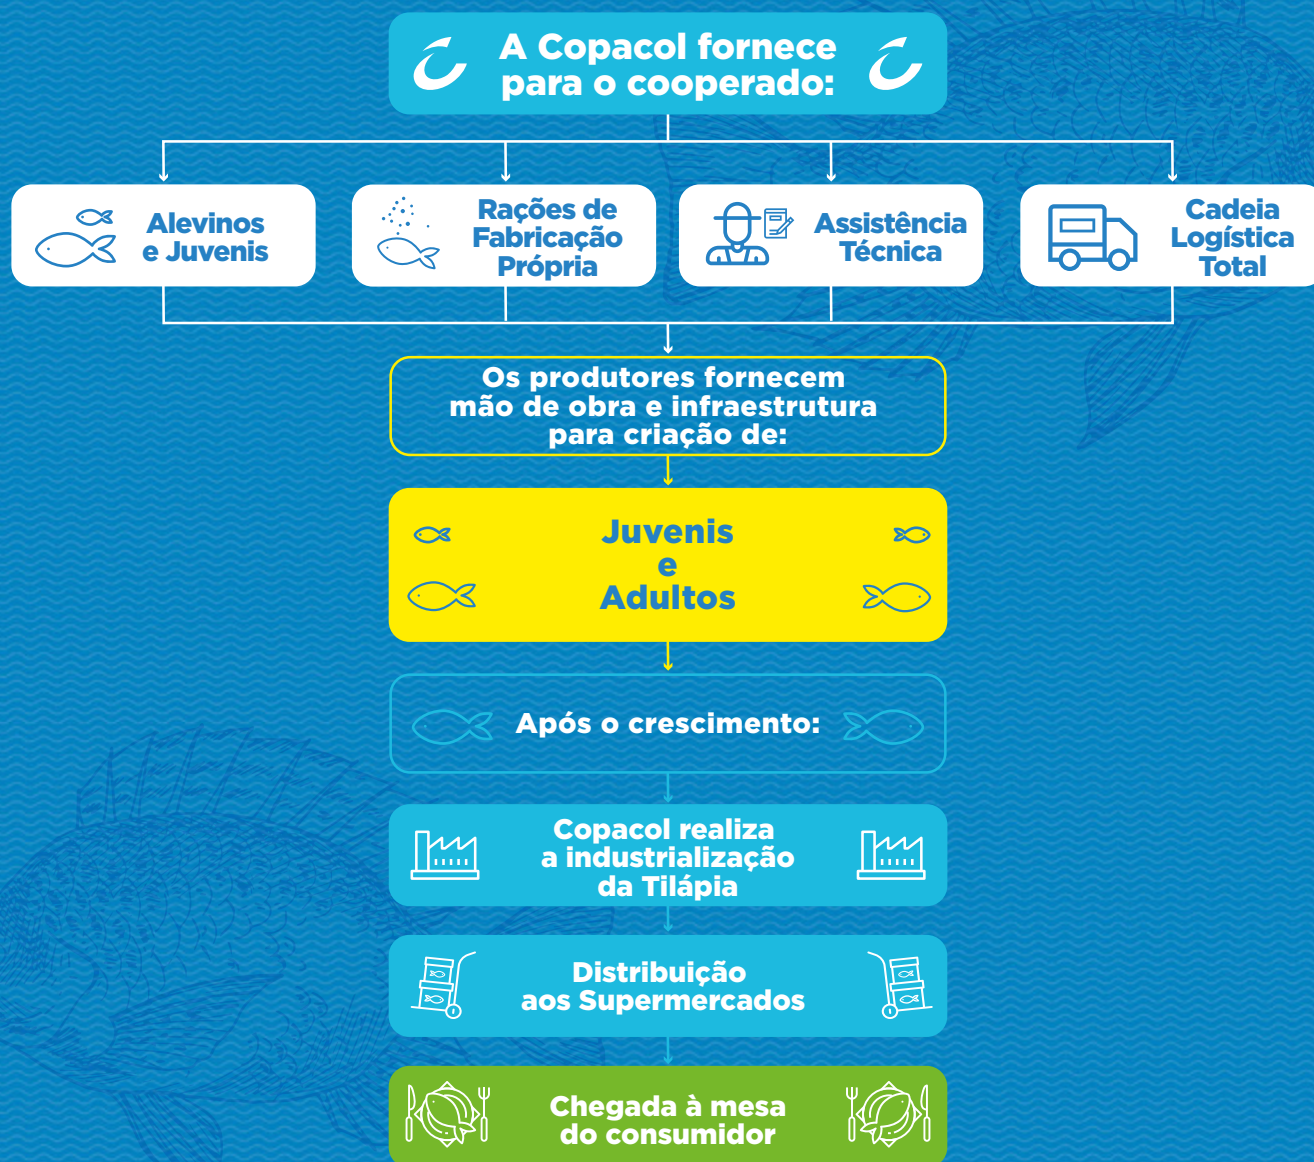 A Copacol fornece
para o cooperado:
Alevinos
e Juvenis
Rações de
Fabricação
Própria
Assistência
Técnica
Cadeia
Logística
Total
Os produtores fornecem
mão de obra e infraestrutura
para criação de:
Juvenis
e
Adultos
Após o crescimento:
Copacol realiza
a industrialização
da Tilápia
Distribuição
aos Supermercados
Chegada à mesa
do consumidor